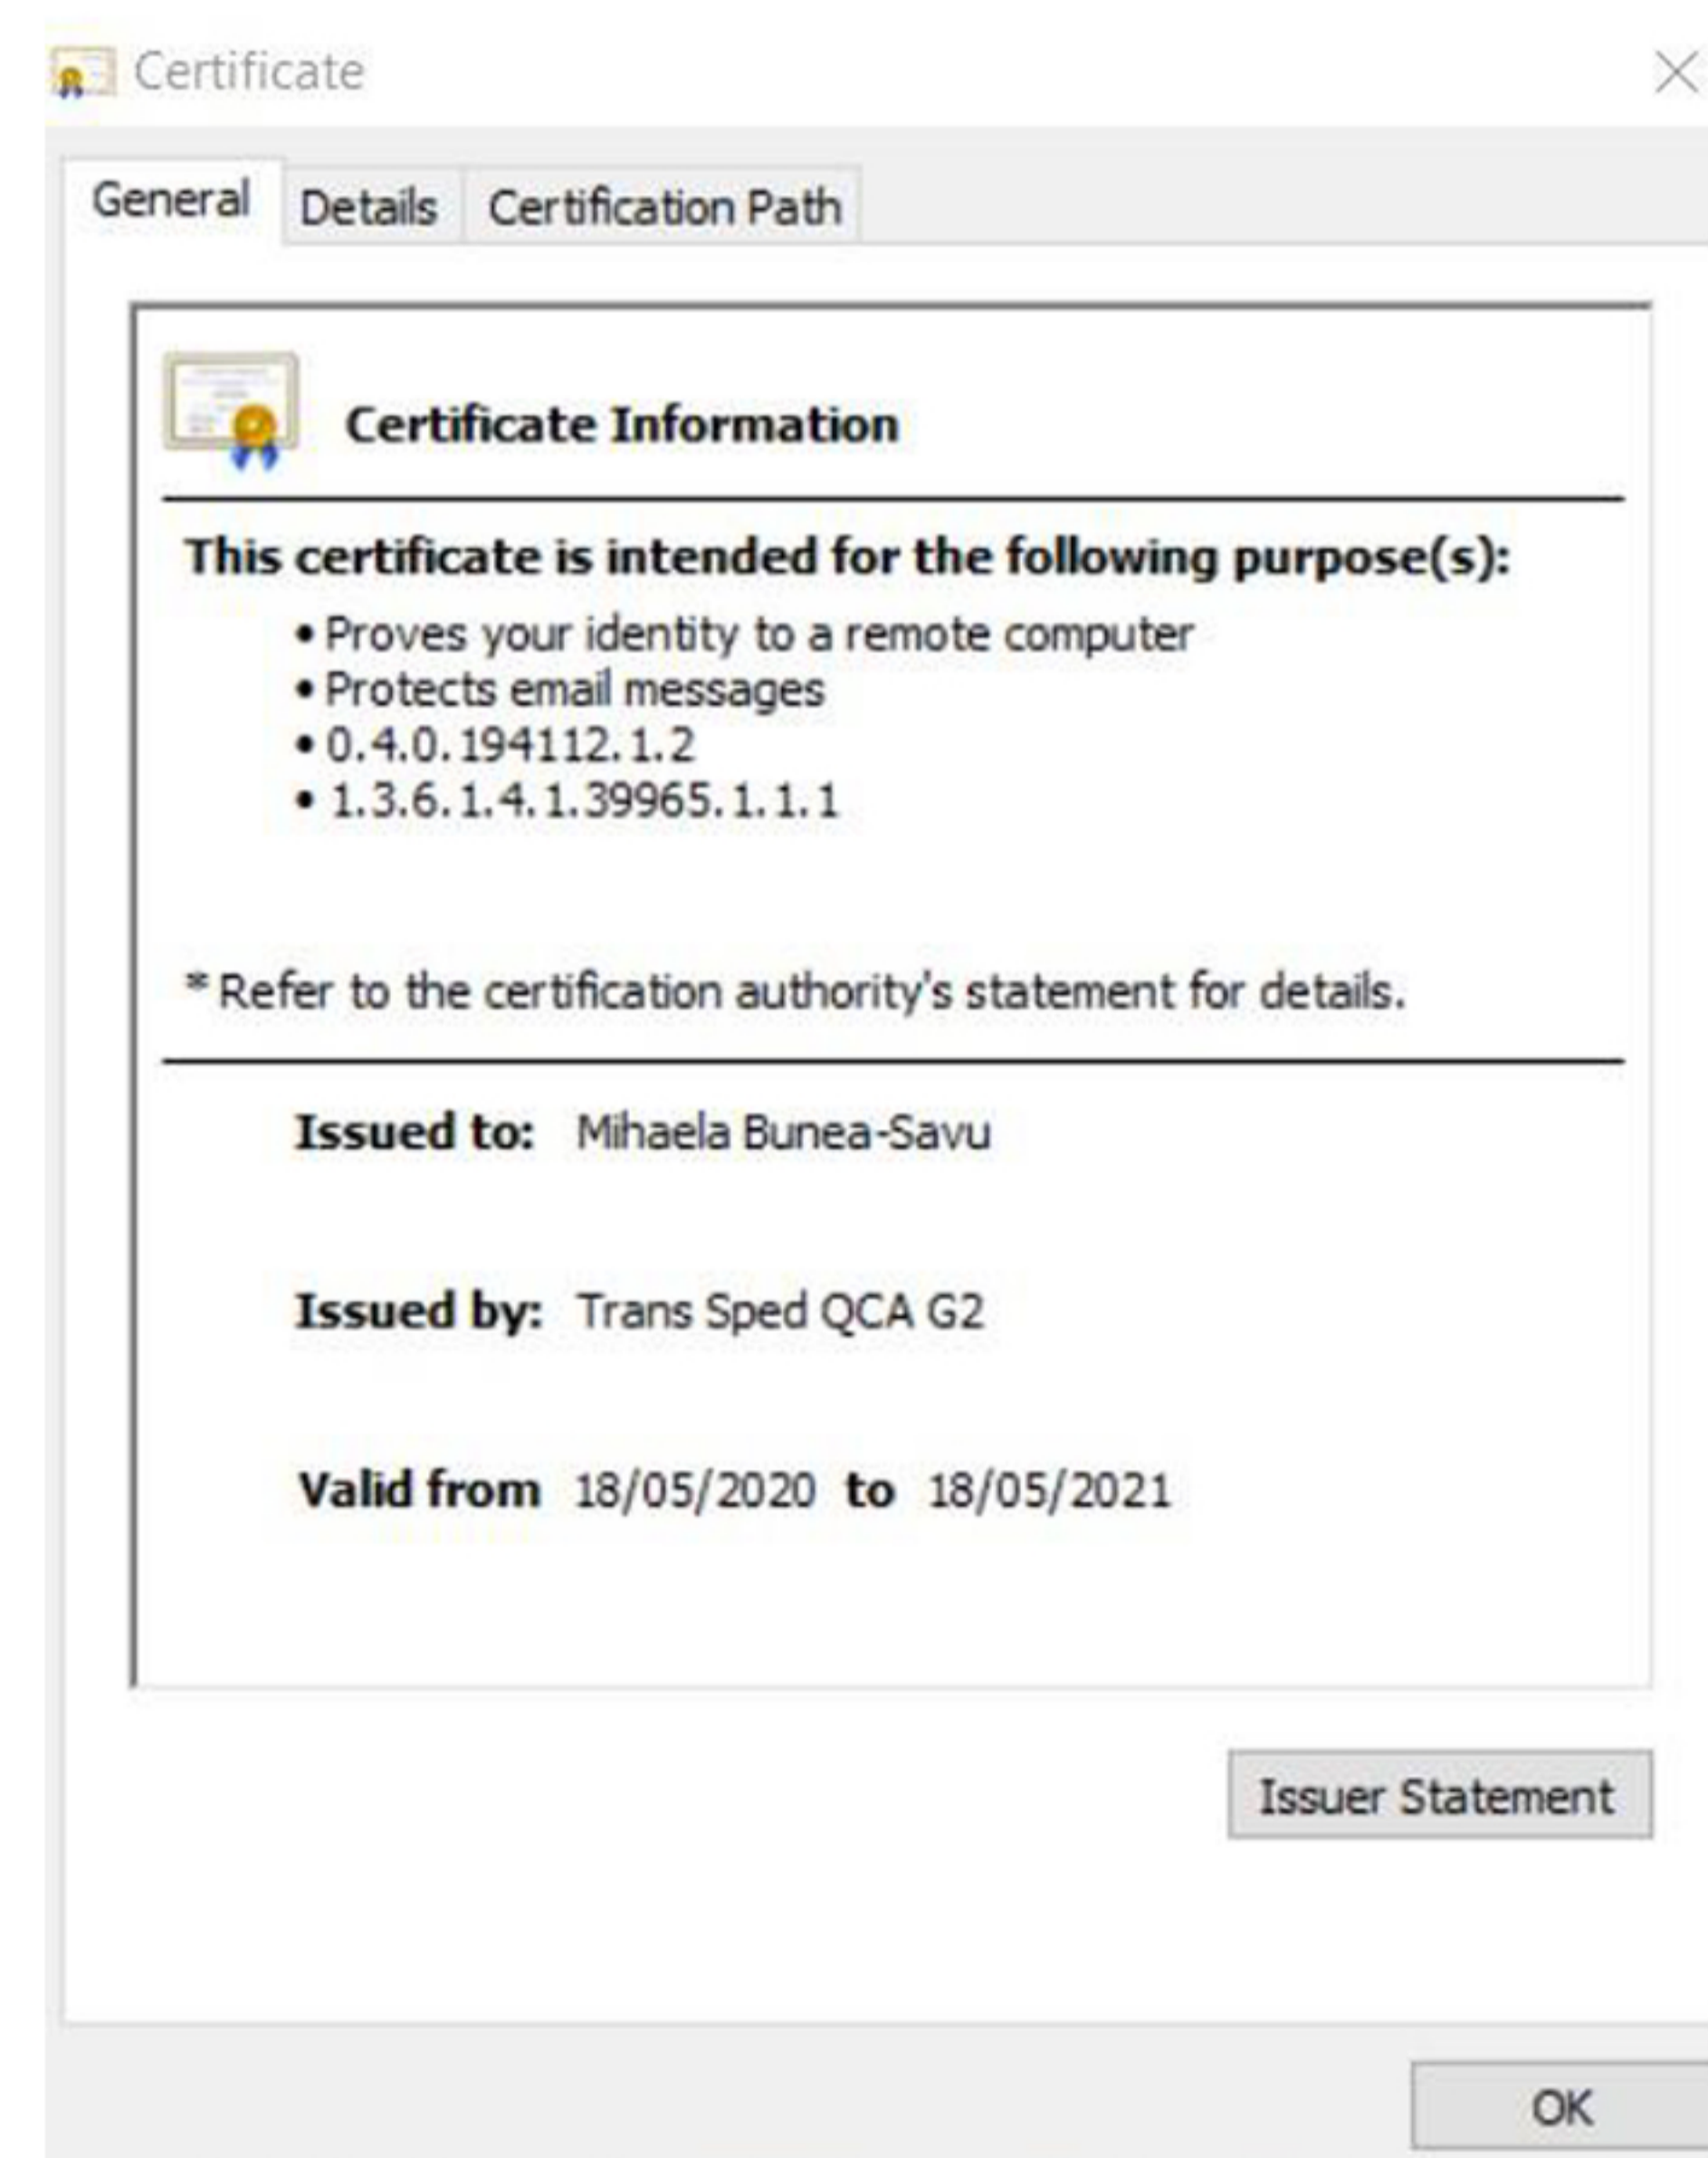 Certificate
General Details Certification Path
Certificate Information
This certificate is intended for the following purpose(s):
• Proves your identity to a remote computer
• Protects email messages
• 0.4.0.194112.1.2
• 1.3.6.1.4.1.39965.1.1.1
* Refer to the certification authority's statement for details.
Issued to: Mihaela Bunea-Savu
Issued by: Trans Sped QCA G2
Valid from 18/05/2020 to 18/05/2021
Issuer Statement
OK